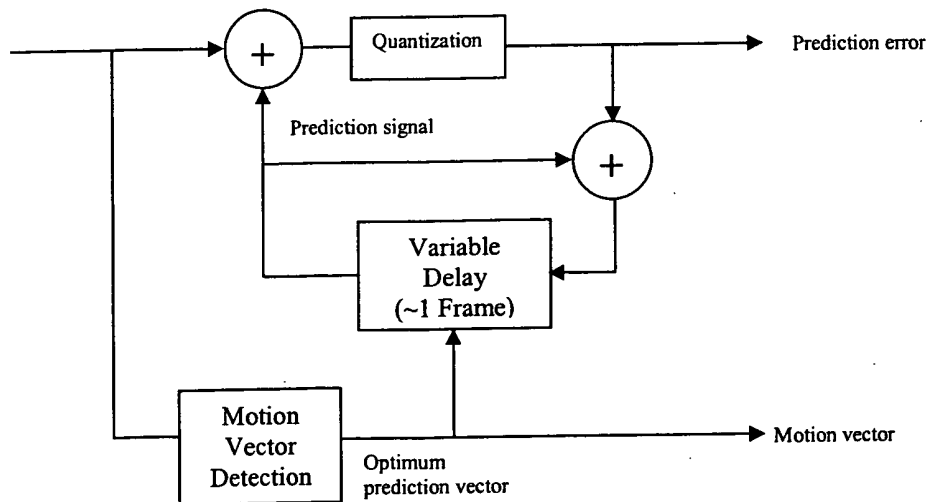 +
Quantization
Prediction error
Prediction signal
+
Variable
Delay
(~1 Frame)
Motion
Vector
Detection
Optimum
prediction vector
Motion vector